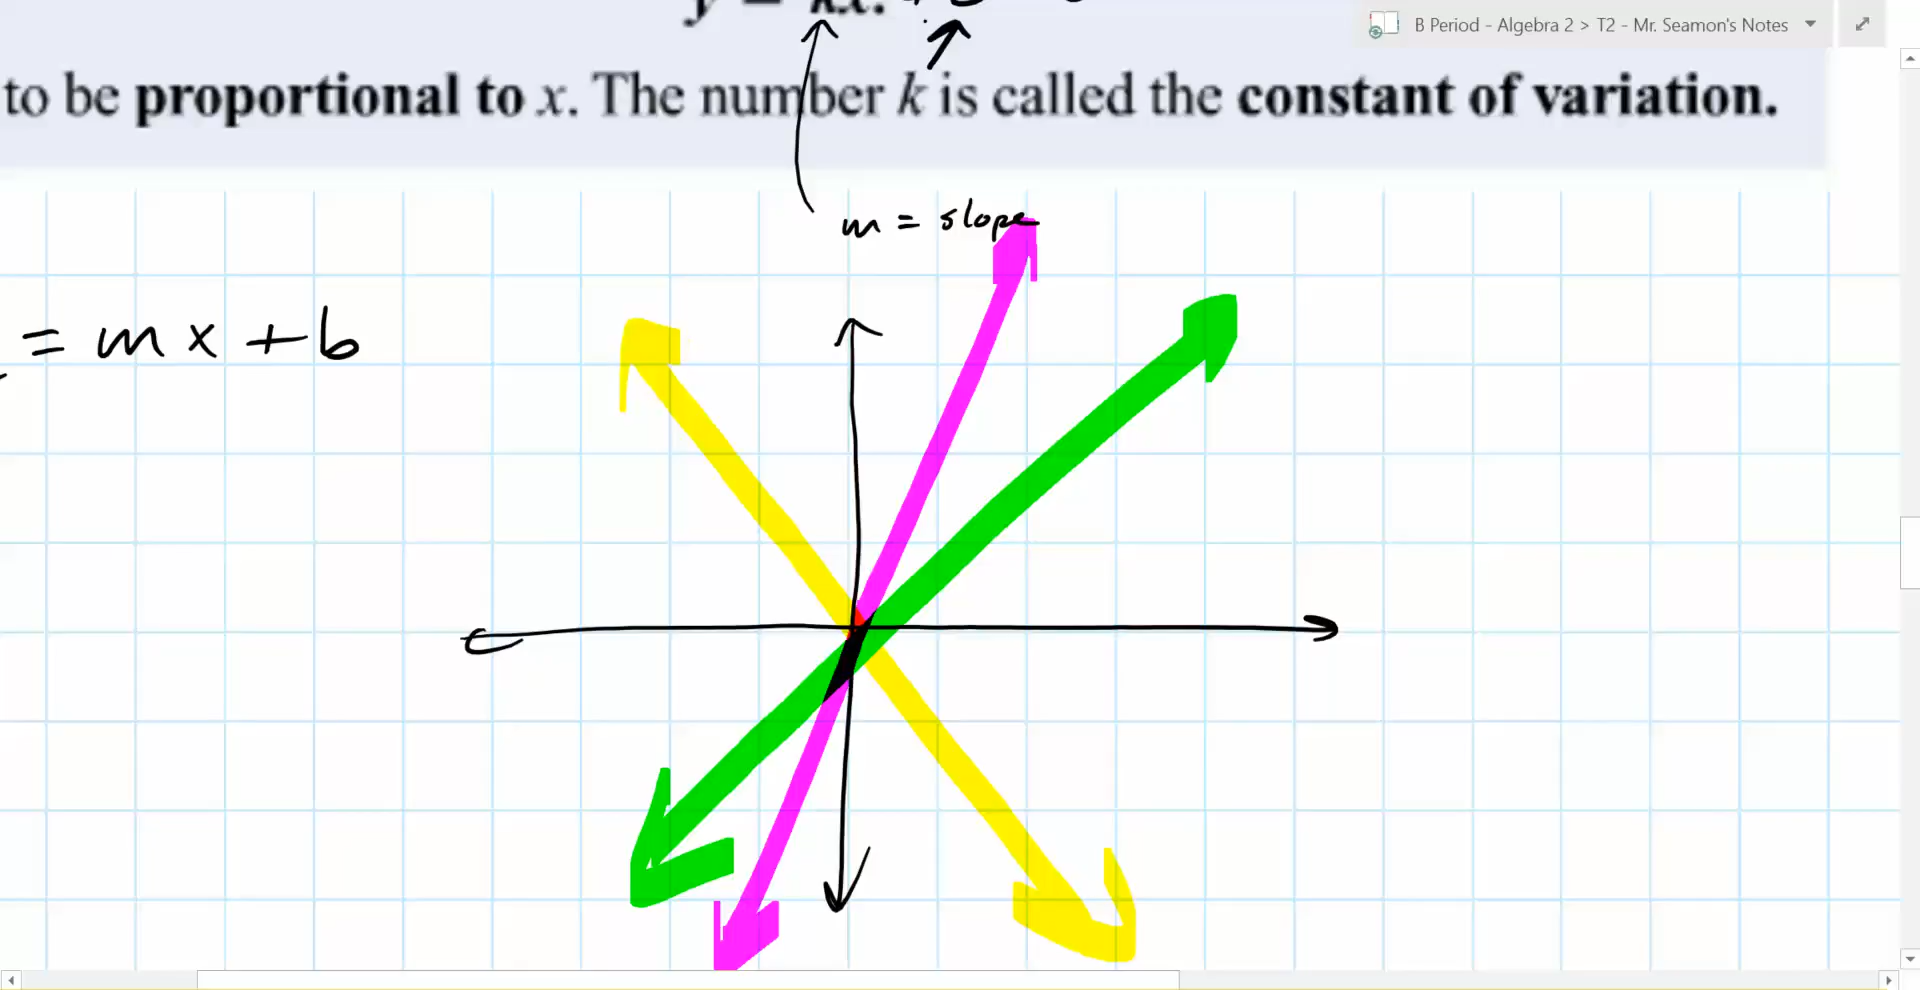 y = kx.
B Period - Algebra 2 > T2 - Mr. Seamon's Notes
to be proportional to x. The number k is called the constant of variation.
m = slope
= mx + b